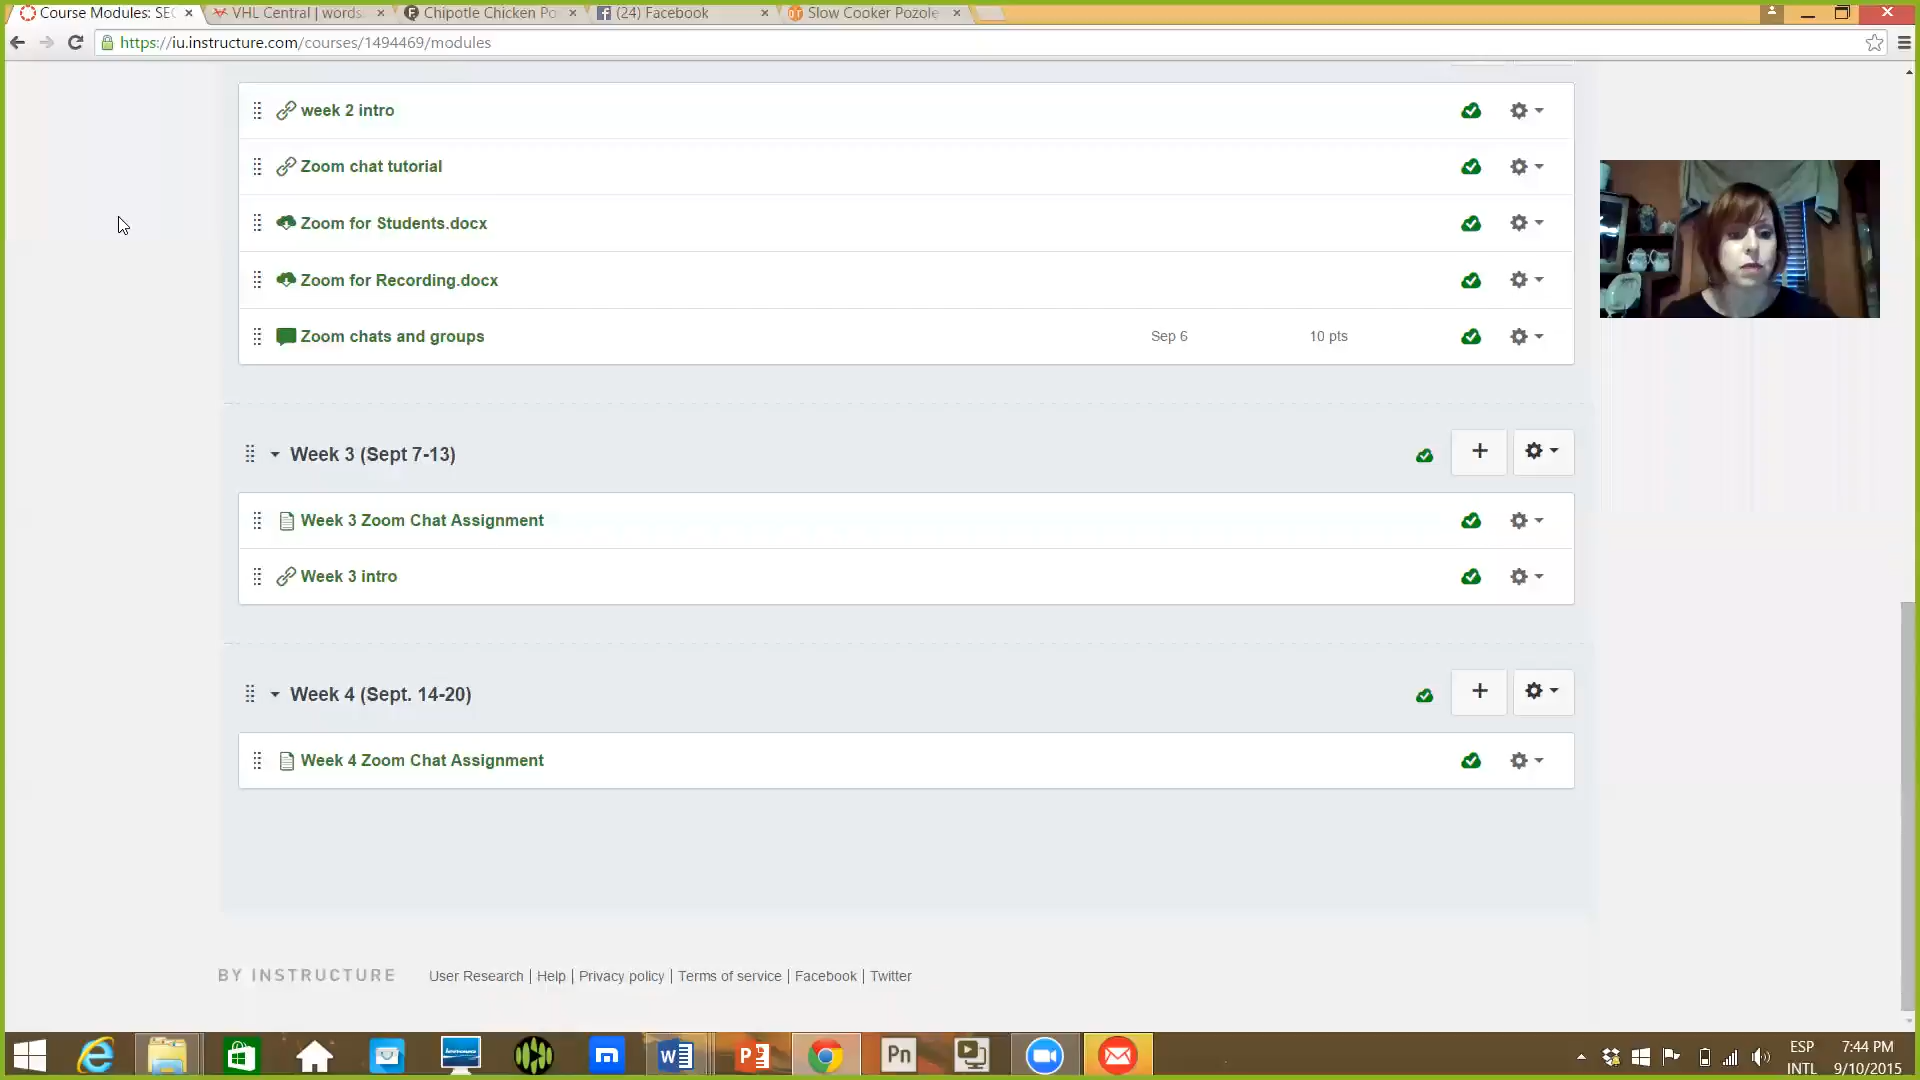 Course Modules: SEC
VHL Central | words
Chipotle Chicken Po
(24) Facebook
Slow Cooker Pozole
https://iu.instructure.com/courses/1494469/modules
week 2 intro
Zoom chat tutorial
Zoom for Students.docx
Zoom for Recording.docx
Zoom chats and groups Sep 6 10 pts
Week 3 (Sept 7-13)
Week 3 Zoom Chat Assignment
Week 3 intro
Week 4 (Sept. 14-20)
Week 4 Zoom Chat Assignment
BY INSTRUCTURE User Research | Help | Privacy policy | Terms of service | Facebook | Twitter
Pn
ESP 7:44 PM
INTL 9/10/2015